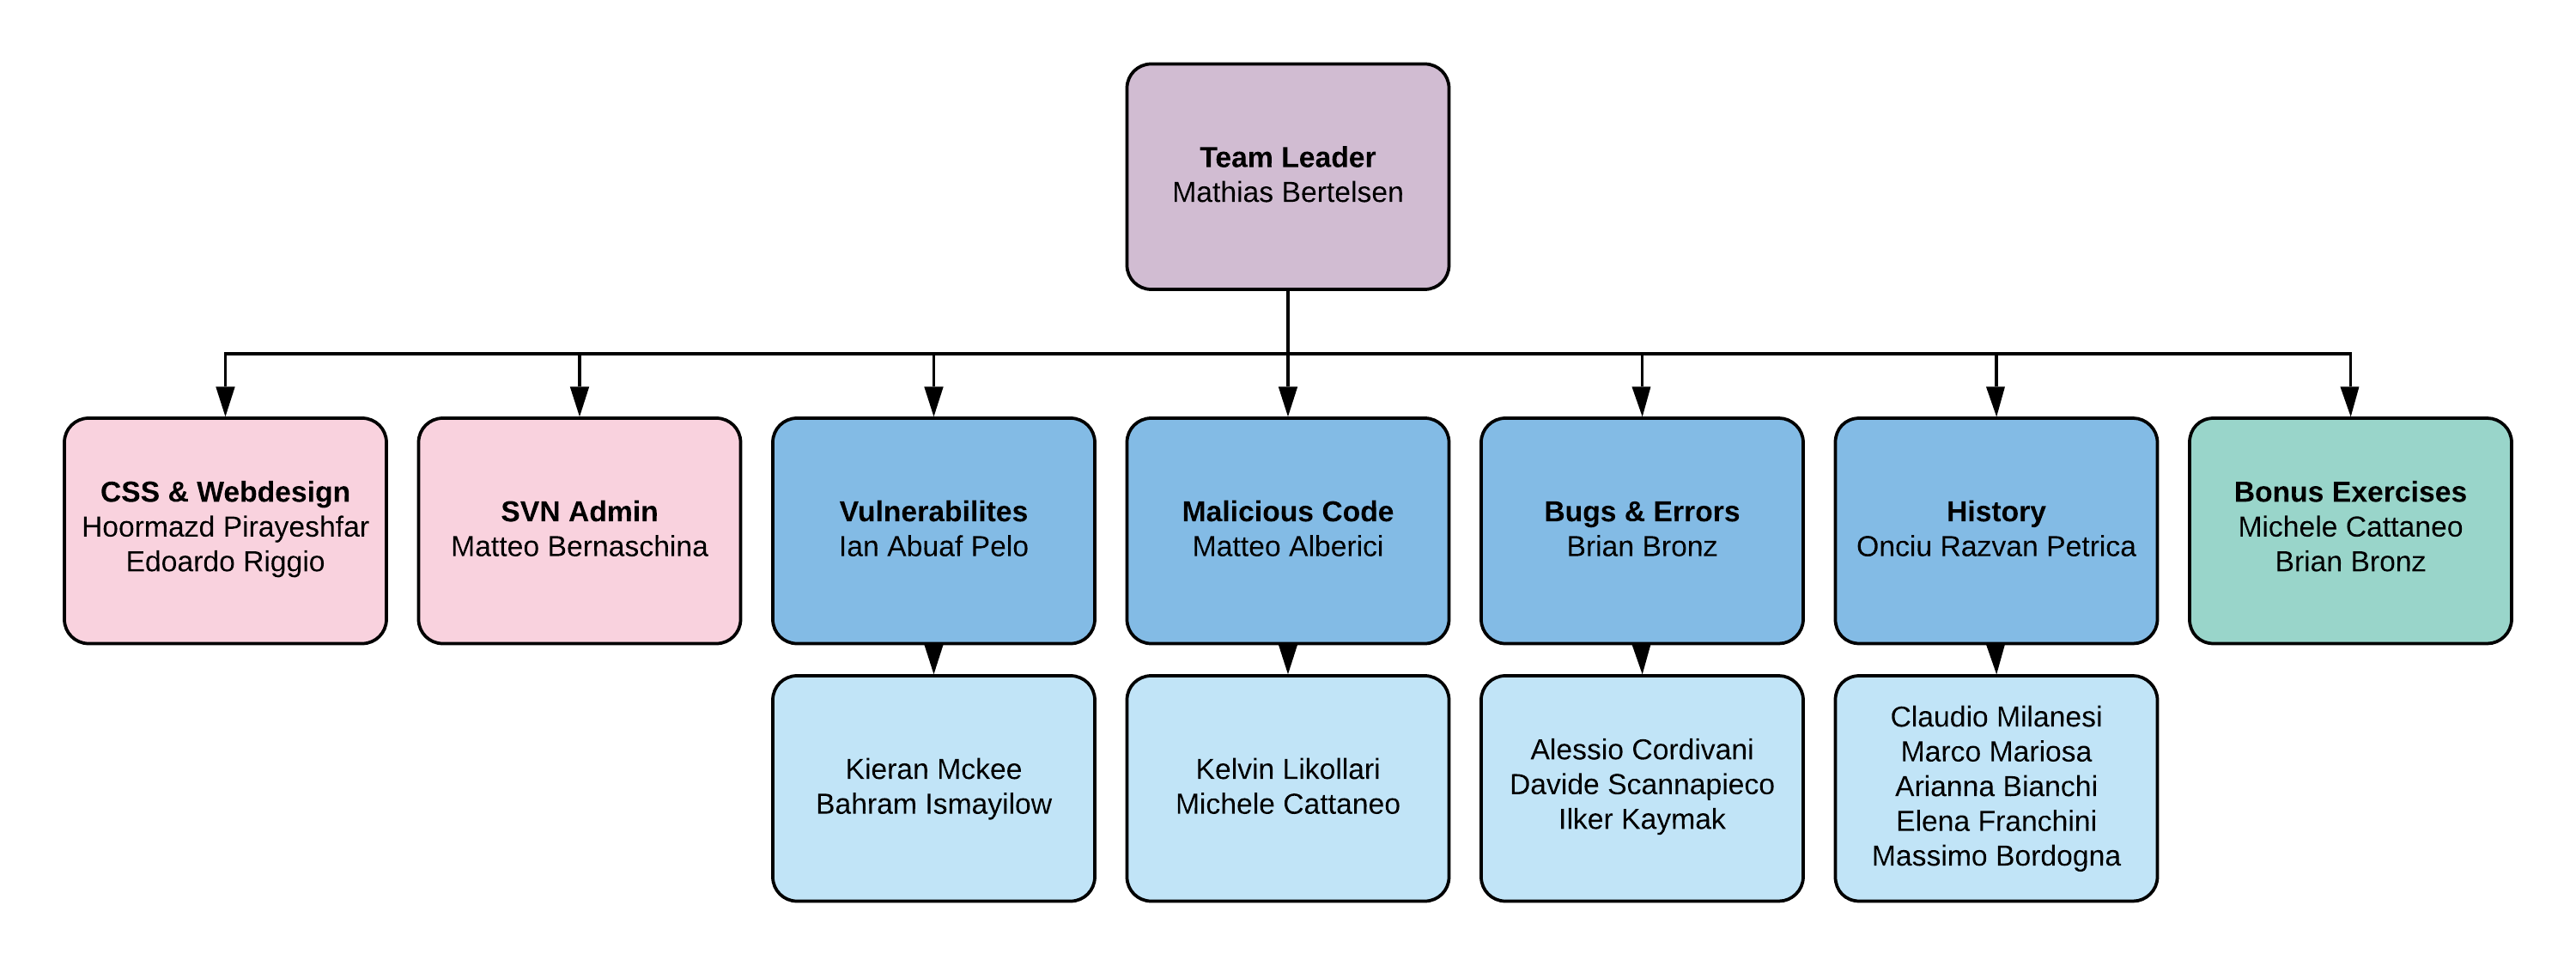 Team Leader
Mathias Bertelsen
CSS & Webdesign
Hoormazd Pirayeshfar
Edoardo Riggio
SVN Admin
Matteo Bernaschina
Vulnerabilites
Ian Abuaf Pelo
Malicious Code
Matteo Alberici
Bugs & Errors
Brian Bronz
History
Onciu Razvan Petrica
Bonus Exercises
Michele Cattaneo
Brian Bronz
Kieran Mckee
Bahram Ismayilow
Kelvin Likollari
Michele Cattaneo
Alessio Cordivani
Davide Scannapieco
Ilker Kaymak
Claudio Milanesi
Marco Mariosa
Arianna Bianchi
Elena Franchini
Massimo Bordogna